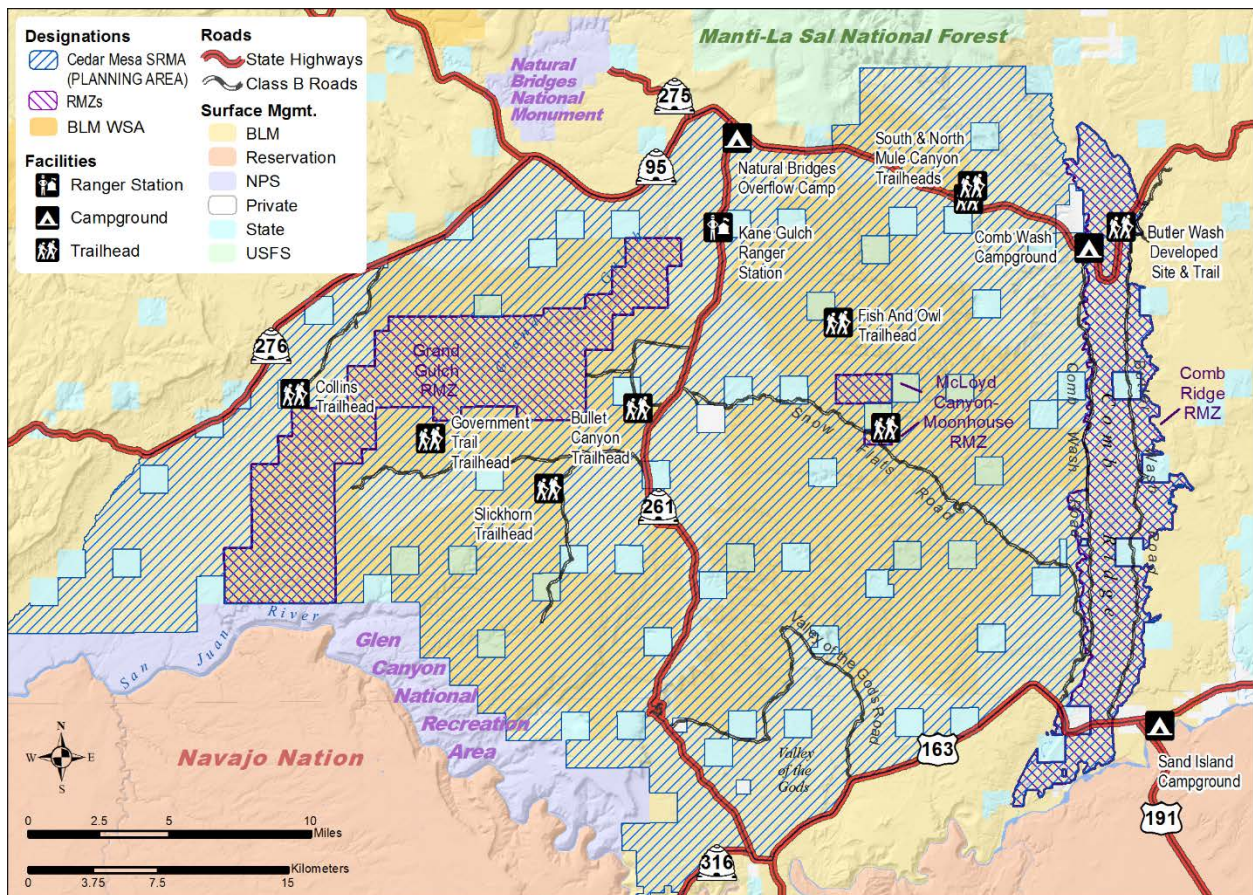 Designations
Cedar Mesa SRMA
(PLANNING AREA)
RMZs
BLM WSA
Facilities
Ranger Station
Campground
Trailhead
Roads
State Highways
Class B Roads
Surface Mgmt.
BLM
Reservation
NPS
Private
State
USFS
Manti-La Sal National Forest
Natural
Bridges
National
Monument
275
95
Natural Bridges
Overflow Camp
South & North
Mule Canyon
Trailheads
Kane Gulch
Ranger
Station
Comb Wash
Campground
Butler Wash
Developed
Site & Trail
Fish And Owl
Trailhead
276
Collins
Trailhead
Grand
Gulch
RMZ
Grand
Government
Trail
Trailhead
Bullet
Canyon
Trailhead
McLoyd
Canyon-
Moonhouse
RMZ
Comb
Ridge
RMZ
Snow
Flats
Road
Comb Wash Road
Comb Ridge
Wash Road
Slickhorn
Trailhead
261
San Juan River
Glen
Canyon
National
Recreation
Area
Navajo Nation
Valley of the Gods Road
Valley
of the
Gods
163
Sand Island
Campground
191
316
N
W
E
S
0 2.5 5 10
Miles
Kilometers
0 3.75 7.5 15